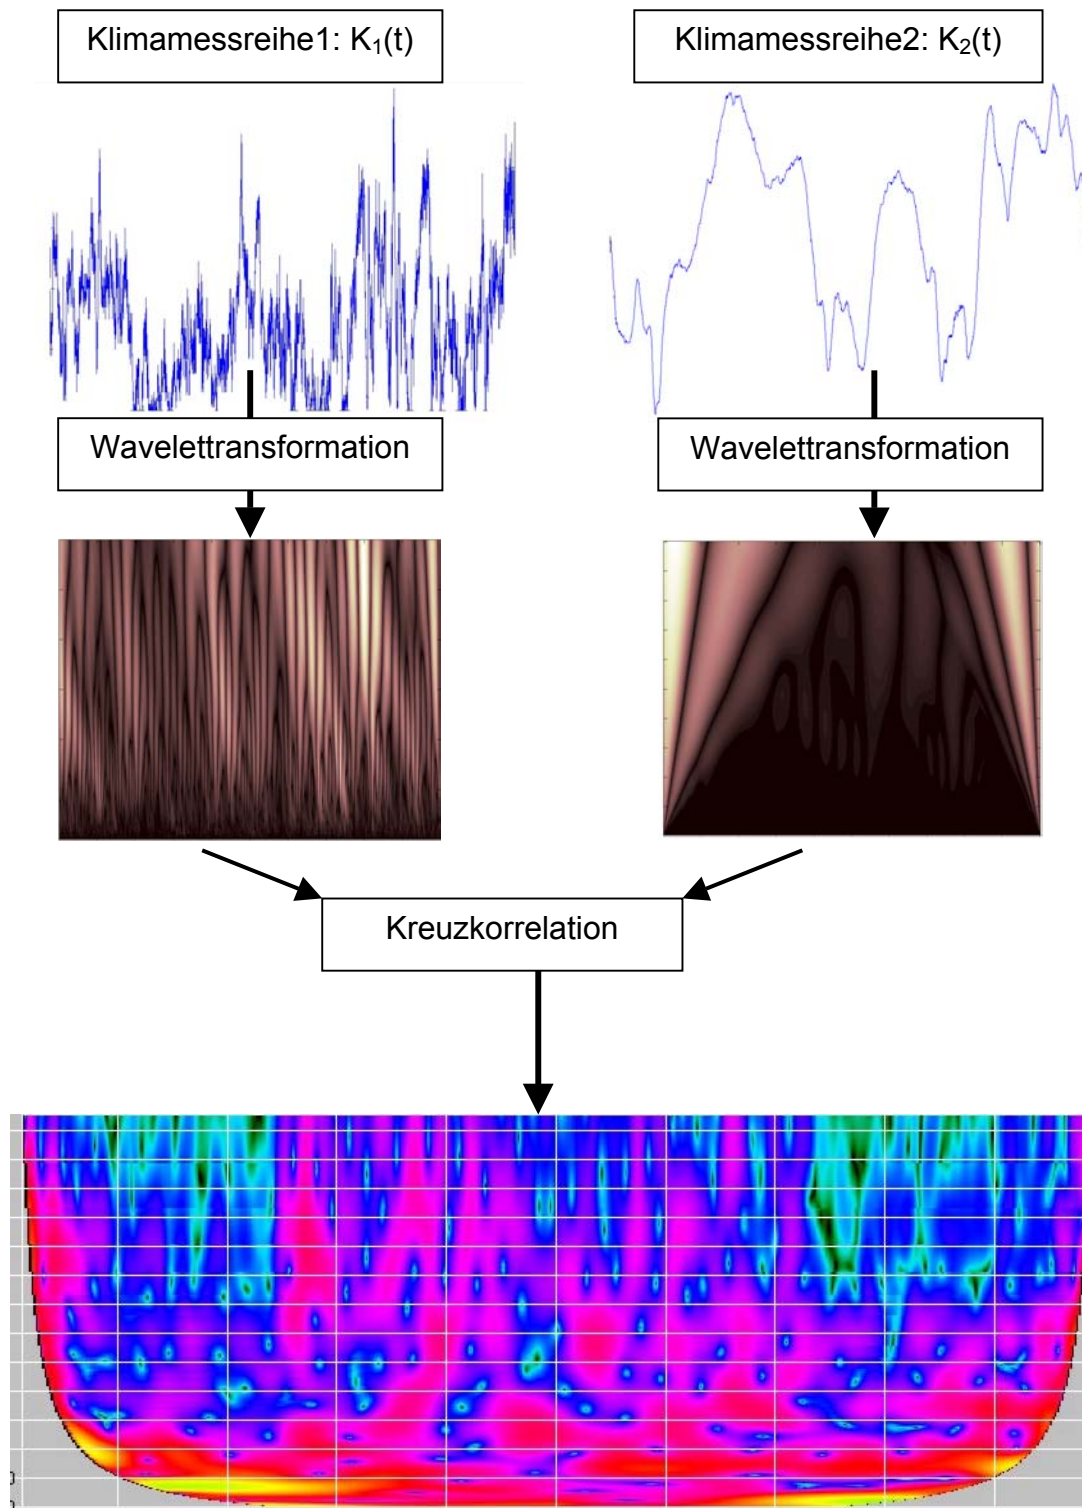 Klimamessreihe1: K₁(t)
Klimamessreihe2: K₂(t)
Wavelettransformation
Wavelettransformation
Kreuzkorrelation